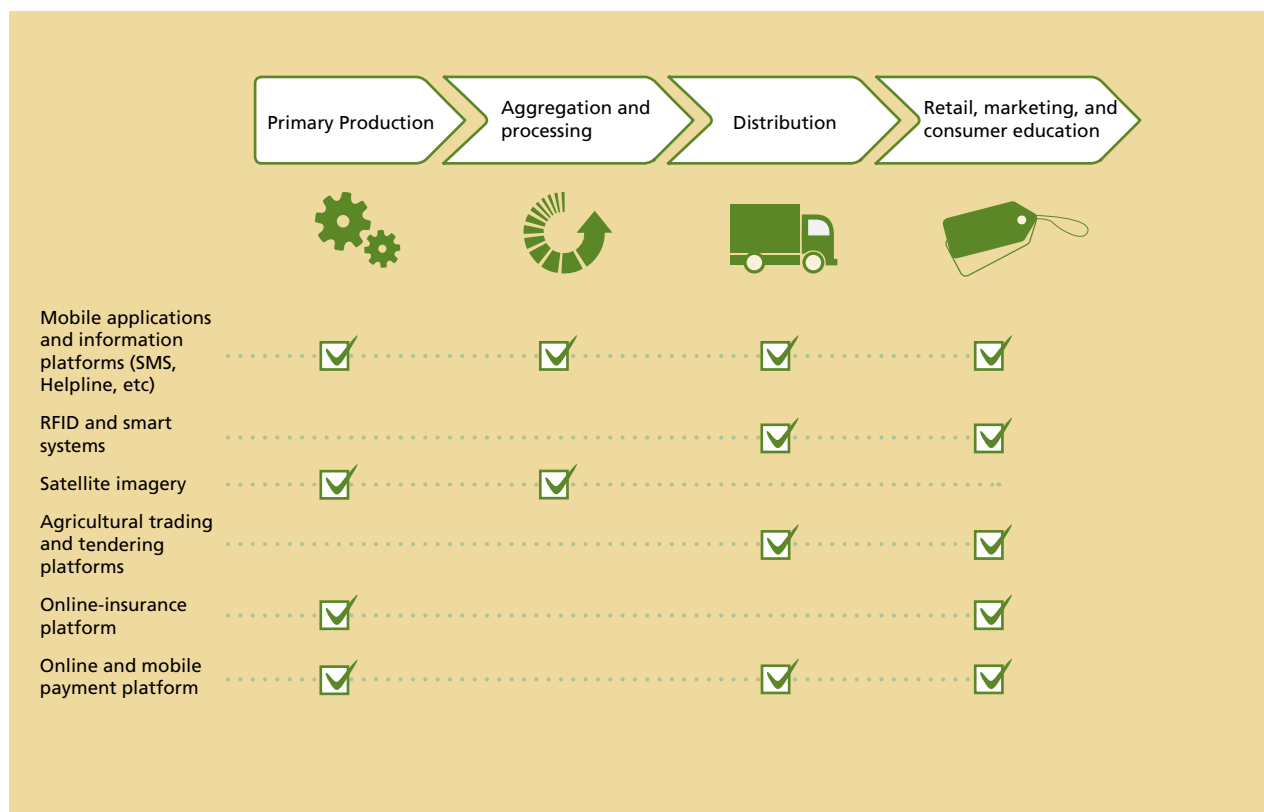 Primary Production
Aggregation and
processing
Distribution
Retail, marketing, and
consumer education
Mobile applications
and information
platforms (SMS,
Helpline, etc)
RFID and smart
systems
Satellite imagery
Agricultural trading
and tendering
platforms
Online-insurance
platform
Online and mobile
payment platform